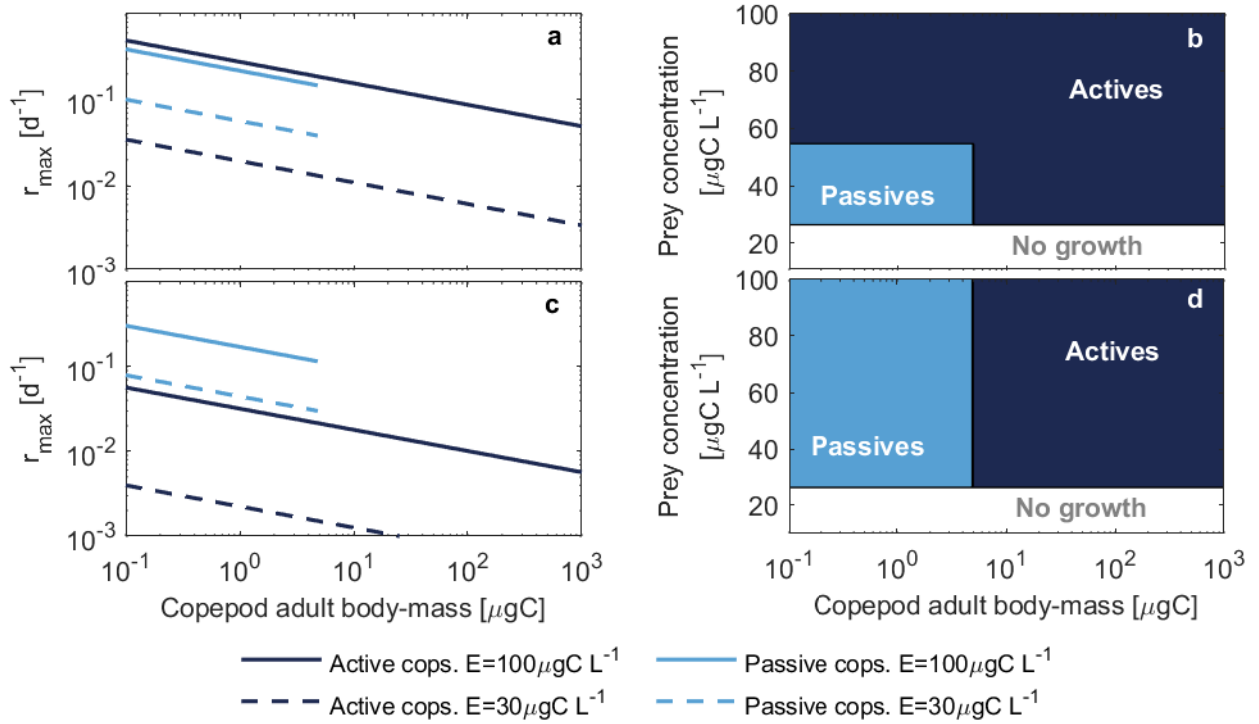 a
r_max [d^-1]
10^-1
10^-2
10^-3
b
Prey concentration
[μgC L^-1]
100
80
60
40
20
Actives
Passives
No growth
c
r_max [d^-1]
10^-1
10^-2
10^-3
10^-1 10^0 10^1 10^2 10^3
Copepod adult body-mass [μgC]
d
Prey concentration
[μgC L^-1]
100
80
60
40
20
Actives
Passives
No growth
10^-1 10^0 10^1 10^2 10^3
Copepod adult body-mass [μgC]
Active cops. E=100μgC L^-1
Passive cops. E=100μgC L^-1
Active cops. E=30μgC L^-1
Passive cops. E=30μgC L^-1